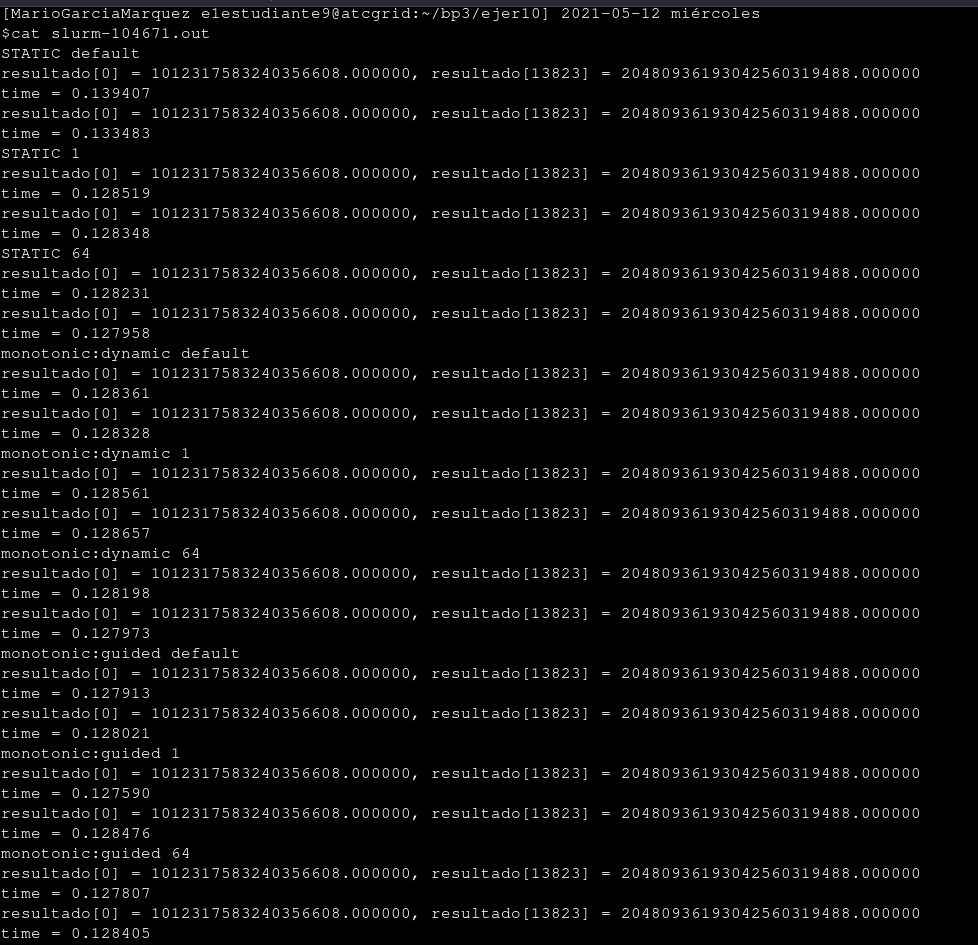 [MarioGarciaMarquez e1estudiante9@atcgrid:~/bp3/ejer10] 2021-05-12 miércoles
$cat slurm-104671.out
STATIC default
resultado[0] = 1012317583240356608.000000, resultado[13823] = 20480936193042560319488.000000
time = 0.139407
resultado[0] = 1012317583240356608.000000, resultado[13823] = 20480936193042560319488.000000
time = 0.133483
STATIC 1
resultado[0] = 1012317583240356608.000000, resultado[13823] = 20480936193042560319488.000000
time = 0.128519
resultado[0] = 1012317583240356608.000000, resultado[13823] = 20480936193042560319488.000000
time = 0.128348
STATIC 64
resultado[0] = 1012317583240356608.000000, resultado[13823] = 20480936193042560319488.000000
time = 0.128231
resultado[0] = 1012317583240356608.000000, resultado[13823] = 20480936193042560319488.000000
time = 0.127958
monotonic:dynamic default
resultado[0] = 1012317583240356608.000000, resultado[13823] = 20480936193042560319488.000000
time = 0.128361
resultado[0] = 1012317583240356608.000000, resultado[13823] = 20480936193042560319488.000000
time = 0.128328
monotonic:dynamic 1
resultado[0] = 1012317583240356608.000000, resultado[13823] = 20480936193042560319488.000000
time = 0.128561
resultado[0] = 1012317583240356608.000000, resultado[13823] = 20480936193042560319488.000000
time = 0.128657
monotonic:dynamic 64
resultado[0] = 1012317583240356608.000000, resultado[13823] = 20480936193042560319488.000000
time = 0.128198
resultado[0] = 1012317583240356608.000000, resultado[13823] = 20480936193042560319488.000000
time = 0.127973
monotonic:guided default
resultado[0] = 1012317583240356608.000000, resultado[13823] = 20480936193042560319488.000000
time = 0.127913
resultado[0] = 1012317583240356608.000000, resultado[13823] = 20480936193042560319488.000000
time = 0.128021
monotonic:guided 1
resultado[0] = 1012317583240356608.000000, resultado[13823] = 20480936193042560319488.000000
time = 0.127590
resultado[0] = 1012317583240356608.000000, resultado[13823] = 20480936193042560319488.000000
time = 0.128476
monotonic:guided 64
resultado[0] = 1012317583240356608.000000, resultado[13823] = 20480936193042560319488.000000
time = 0.127807
resultado[0] = 1012317583240356608.000000, resultado[13823] = 20480936193042560319488.000000
time = 0.128405